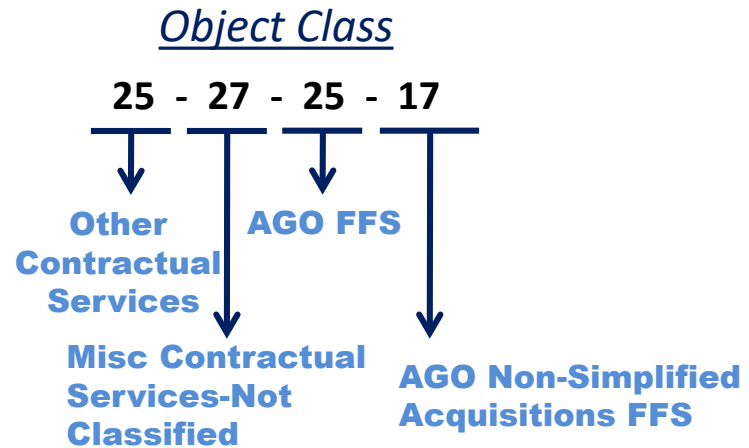 Object Class
25 - 27 - 25 - 17
Other
Contractual
Services
AGO FFS
Misc Contractual
Services-Not
Classified
AGO Non-Simplified
Acquisitions FFS